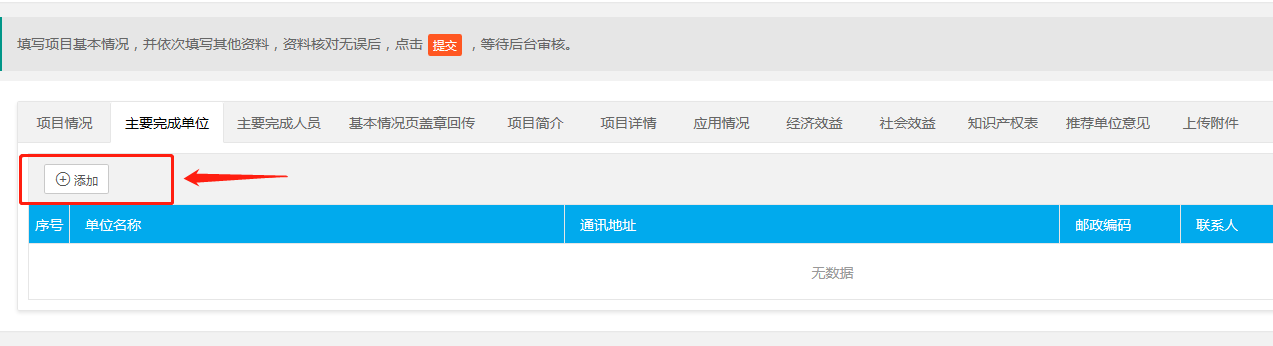 填写项目基本情况，并依次填写其他资料，资料核对无误后，点击 提交 ，等待后台审核。
项目情况 主要完成单位 主要完成人员 基本情况页盖章回传 项目简介 项目详情 应用情况 经济效益 社会效益 知识产权表 推荐单位意见 上传附件
添加
序号 单位名称 通讯地址 邮政编码 联系人
无数据